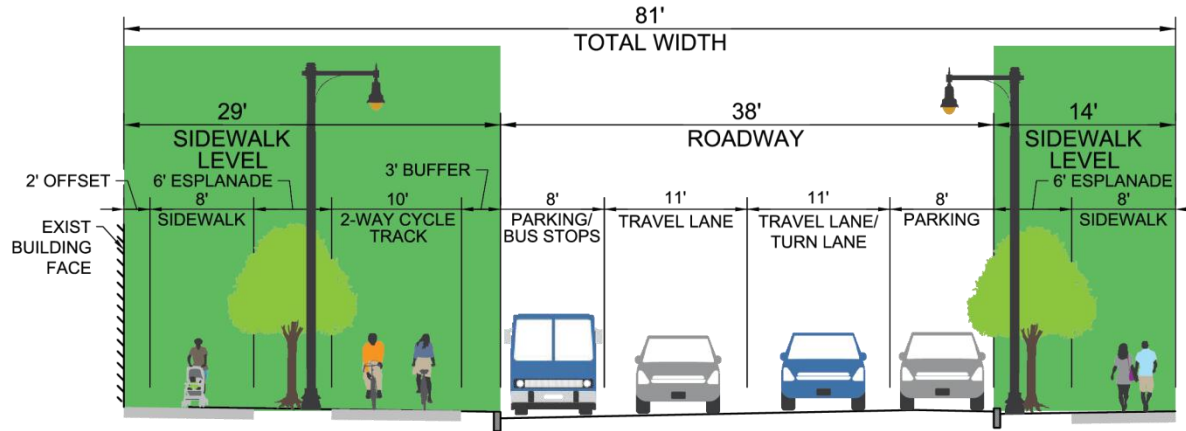 81'
TOTAL WIDTH
29'
SIDEWALK
LEVEL
38'
ROADWAY
14'
SIDEWALK
LEVEL
2' OFFSET
6' ESPLANADE
3' BUFFER
6' ESPLANADE
8'
SIDEWALK
10'
2-WAY CYCLE
TRACK
8'
PARKING/
BUS STOPS
11'
TRAVEL LANE
11'
TRAVEL LANE/
TURN LANE
8'
PARKING
8'
SIDEWALK
EXIST
BUILDING
FACE